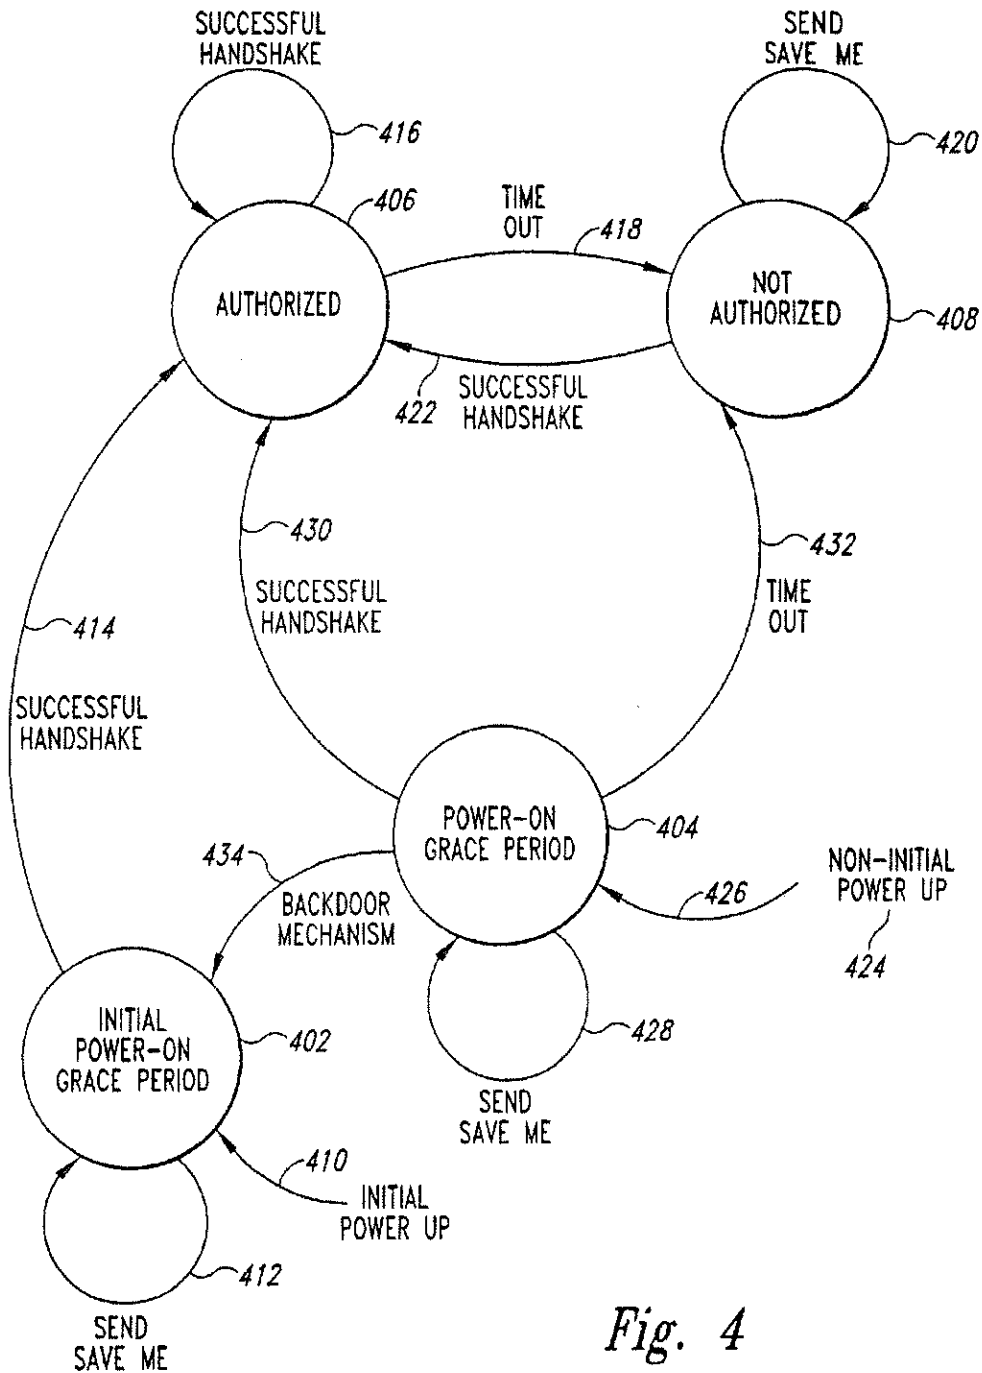 SUCCESSFUL
HANDSHAKE
SEND
SAVE ME
416
420
406
TIME
OUT
418
AUTHORIZED
NOT
AUTHORIZED
408
422
SUCCESSFUL
HANDSHAKE
430
432
SUCCESSFUL
HANDSHAKE
TIME
OUT
414
SUCCESSFUL
HANDSHAKE
POWER-ON
GRACE PERIOD
404
434
BACKDOOR
MECHANISM
426
NON-INITIAL
POWER UP
424
INITIAL
POWER-ON
GRACE PERIOD
402
428
SEND
SAVE ME
410
INITIAL
POWER UP
412
SEND
SAVE ME
Fig. 4